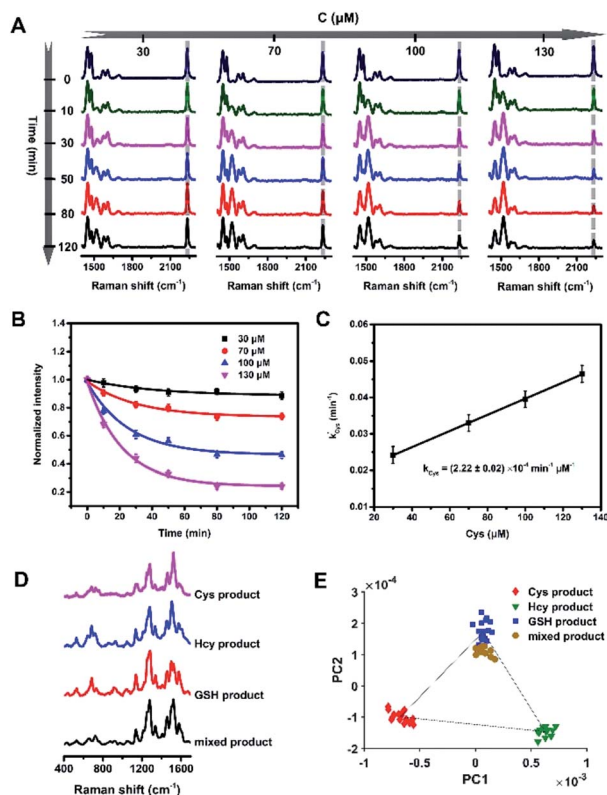 A
C (μM)
30 70 100 130
Time (min)
0
10
30
50
80
120
1500 1800 2100 1500 1800 2100 1500 1800 2100 1500 1800 2100
Raman shift (cm⁻¹) Raman shift (cm⁻¹) Raman shift (cm⁻¹) Raman shift (cm⁻¹)
B
Normalized intensity
1.4
1.2
1.0
0.8
0.6
0.4
0.2
30 μM
70 μM
100 μM
130 μM
0 20 40 60 80 100 120
Time (min)
C
k'Cys (min⁻¹)
0.06
0.05
0.04
0.03
0.02
0.01
kCys = (2.22 ± 0.02) ×10⁻⁴ min⁻¹ μM⁻¹
20 40 60 80 100 120 140
Cys (μM)
D
Cys product
Hcy product
GSH product
mixed product
400 800 1200 1600
Raman shift (cm⁻¹)
E
× 10⁻⁴
PC2
4
3
2
1
0
-1
-2
Cys product
Hcy product
GSH product
mixed product
-1 -0.5 0 0.5 1
PC1
× 10⁻³